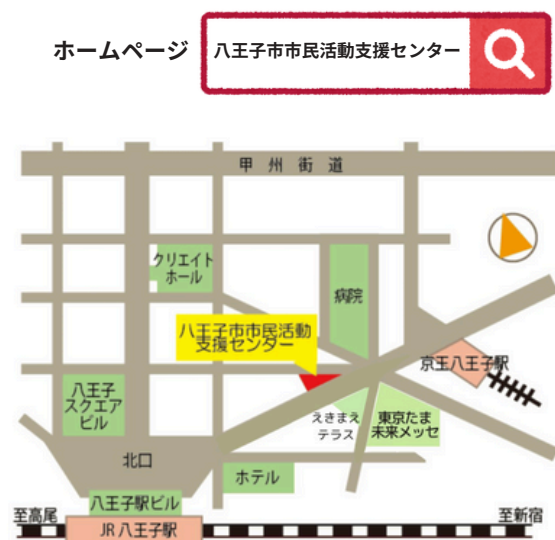 ホームページ
八王子市市民活動支援センター
甲州街道
クリエイト
ホール
病院
八王子市市民活動
支援センター
京王八王子駅
八王子
スクエア
ビル
えきまえ
テラス
東京たま
未来メッセ
北口
ホテル
八王子駅ビル
至高尾
至新宿
JR八王子駅